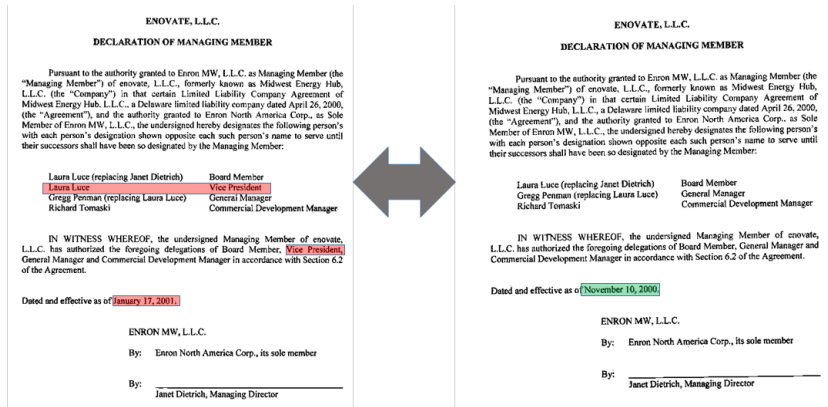 ENOVATE, L.L.C.
DECLARATION OF MANAGING MEMBER
Pursuant to the authority granted to Enron MW, L.L.C. as Managing Member (the
“Managing Member”) of enovate, L.L.C., formerly known as Midwest Energy Hub,
L.L.C. (the “Company”) in that certain Limited Liability Company Agreement of
Midwest Energy Hub, L.L.C., a Delaware limited liability company dated April 26, 2000,
(the “Agreement”), and the authority granted to Enron North America Corp., as Sole
Member of Enron MW, L.L.C., the undersigned hereby designates the following person's
with each person's designation shown opposite each such person's name to serve until
their successors shall have been so designated by the Managing Member:
Laura Luce (replacing Janet Dietrich) Board Member
Laura Luce Vice President
Gregg Penman (replacing Laura Luce) General Manager
Richard Tomaski Commercial Development Manager
IN WITNESS WHEREOF, the undersigned Managing Member of enovate,
L.L.C. has authorized the foregoing delegations of Board Member, Vice President,
General Manager and Commercial Development Manager in accordance with Section 6.2
of the Agreement.
Dated and effective as of January 17, 2001.
ENRON MW, L.L.C.
By: Enron North America Corp., its sole member
By:
Janet Dietrich, Managing Director
ENOVATE, L.L.C.
DECLARATION OF MANAGING MEMBER
Pursuant to the authority granted to Enron MW, L.L.C. as Managing Member (the
“Managing Member”) of enovate, L.L.C., formerly known as Midwest Energy Hub,
L.L.C. (the “Company”) in that certain Limited Liability Company Agreement of
Midwest Energy Hub, L.L.C., a Delaware limited liability company dated April 26, 2000,
(the “Agreement”), and the authority granted to Enron North America Corp.. as Sole
Member of Enron MW, L.L.C., the undersigned hereby designates the following person's
with each person's designation shown opposite each such person's name to serve until
their successors shall have been so designated by the Managing Member:
Laura Luce (replacing Janet Dietrich) Board Member
Gregg Penman (replacing Laura Luce) General Manager
Richard Tomaski Commercial Development Manager
IN WITNESS WHEREOF, the undersigned Managing Member of enovate,
L.L.C. has authorized the foregoing delegations of Board Member, General Manager and
Commercial Development Manager in accordance with Section 6.2 of the Agreement.
Dated and effective as of November 10, 2000.
ENRON MW, L.L.C.
By: Enron North America Corp., its sole member
By:
Janet Dietrich, Managing Director